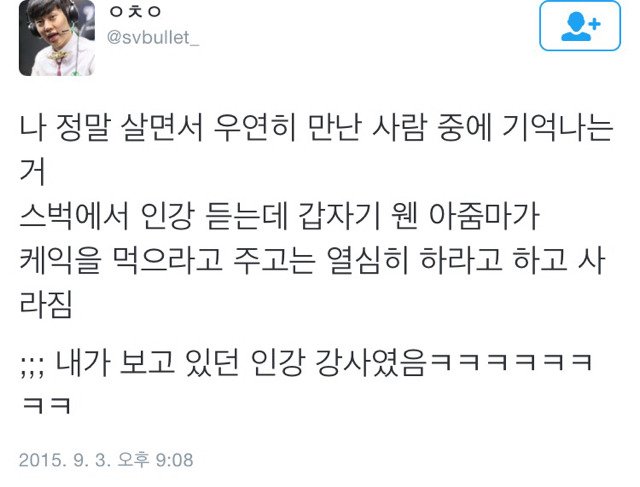 ㅇㅊㅇ
@svbullet_
나 정말 살면서 우연히 만난 사람 중에 기억나는
거
스벅에서 인강 듣는데 갑자기 웬 아줌마가
케익을 먹으라고 주고는 열심히 하라고 하고 사
라짐
;;; 내가 보고 있던 인강 강사였음ㅋㅋㅋㅋㅋㅋ
ㅋㅋ
2015. 9. 3. 오후 9:08